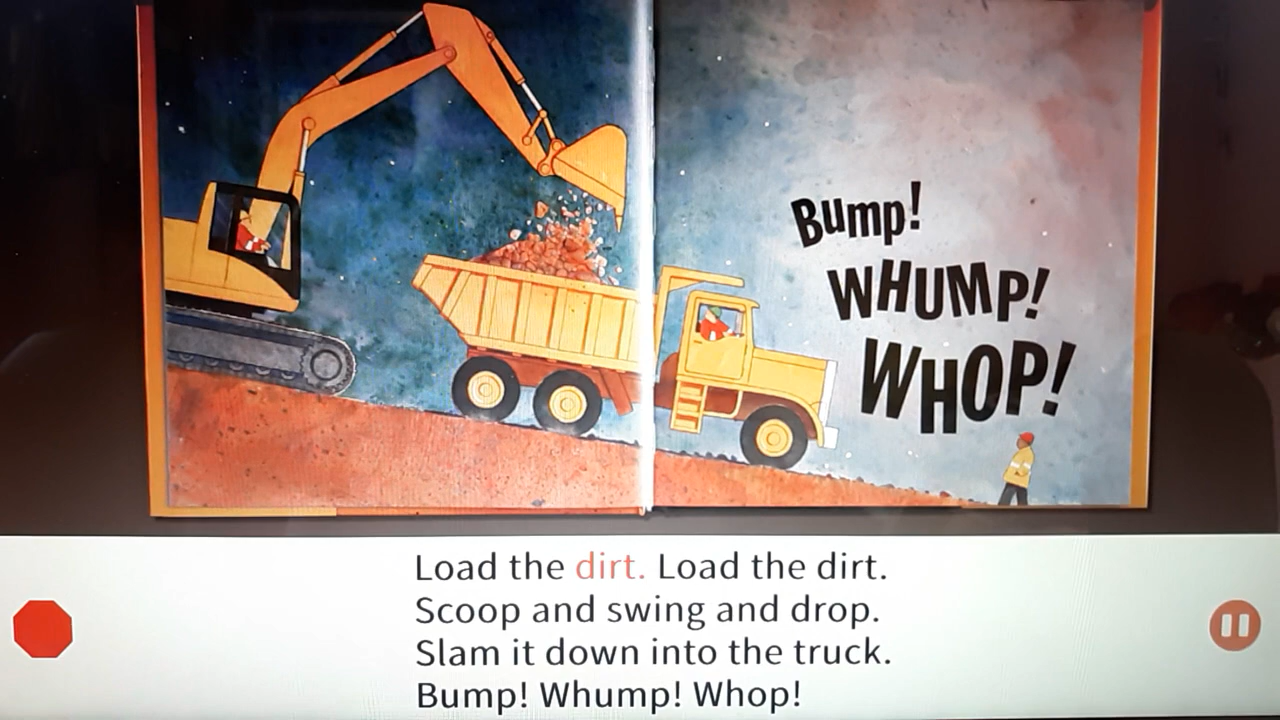 Bump!
WHUMP!
WHOP!
Load the dirt. Load the dirt.
Scoop and swing and drop.
Slam it down into the truck.
Bump! Whump! Whop!